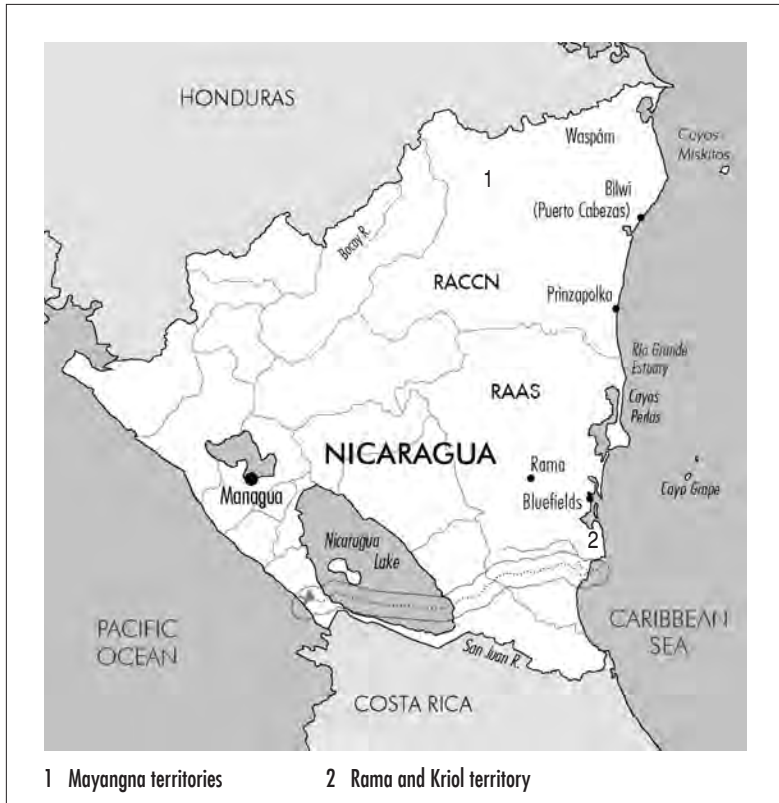 HONDURAS
Waspám
Cayos
Miskitos
1
Bilwi
(Puerto Cabezas)
Bocay R.
RACCN
Prinzapolka
Río Grande
Estuary
RAAS
Cayos
Perlas
NICARAGUA
Rama
Managua
Cayo Grape
Bluefields
Nicaragua
Lake
2
PACIFIC
OCEAN
CARIBBEAN
SEA
San Juan R.
COSTA RICA
1 Mayangna territories
2 Rama and Kriol territory